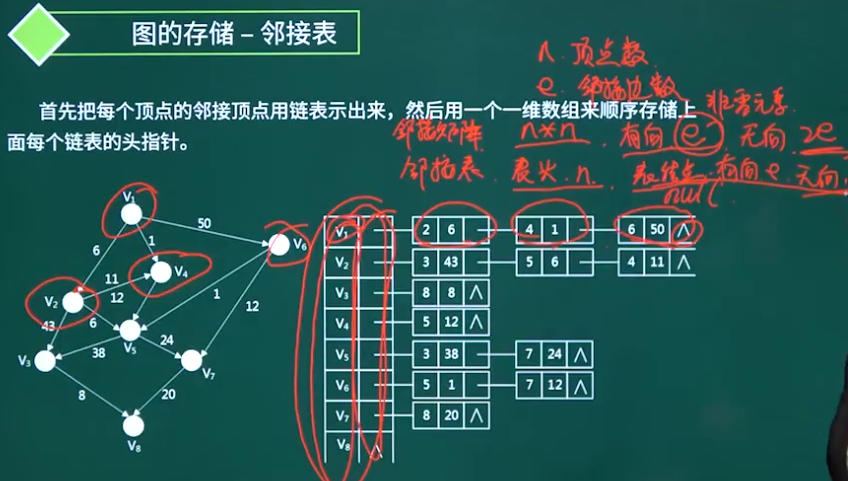 图的存储 – 邻接表
n. 顶点数
e. 邻接边数
首先把每个顶点的邻接顶点用链表示出来，然后用一个一维数组来顺序存储上
面每个链表的头指针。
非零元素
邻接矩阵 n*n. 有向 e 无向. 2e
邻接表. 表头. n. 表结点. 有向 e. 无向.
null
V₁
50
V₆
6
1
V₄
11
12
V₂
1
12
43
6
V₅
24
38
V₃
V₇
8
20
V₈
V₁ 2 6 4 1 6 50 ∧
V₂ 3 43 5 6 4 11 ∧
V₃ 8 8 ∧
V₄ 5 12 ∧
V₅ 3 38 7 24 ∧
V₆ 5 1 7 12 ∧
V₇ 8 20 ∧
V₈ ∧